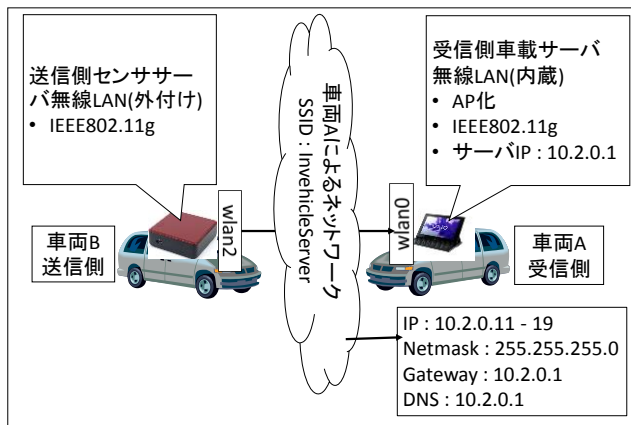 送信側センササー
バ無線LAN(外付け)
• IEEE802.11g
車両Aによるネットワーク
SSID : InvehicleServer
受信側車載サーバ
無線LAN(内蔵)
• AP化
• IEEE802.11g
• サーバIP : 10.2.0.1
車両B
送信側
wlan2
wlan0
車両A
受信側
IP : 10.2.0.11 - 19
Netmask : 255.255.255.0
Gateway : 10.2.0.1
DNS : 10.2.0.1